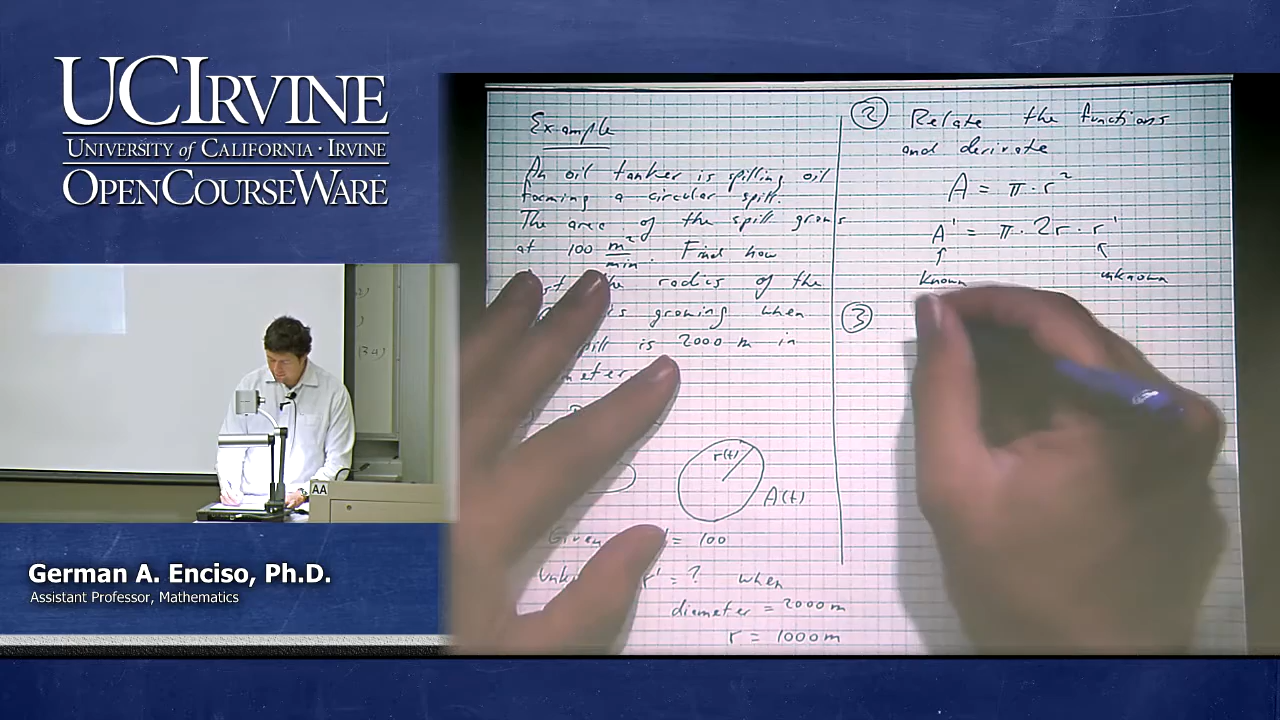 UCIRVINE
UNIVERSITY of CALIFORNIA · IRVINE
OPENCOURSEWARE
AA
German A. Enciso, Ph.D.
Assistant Professor, Mathematics
Example
An oil tanker is spilling oil
forming a circular spill.
The area of the spill grows
at 100 m²/min. Find how
the radius of the
is growing when
spill is 2000 m in
r(t)
A(t)
Given = 100
r' = ? when
diameter = 2000 m
r = 1000 m
② Relate the functions
and derivate
A = π · r²
A' = π · 2r · r'
↑ ↖
known unknown
③